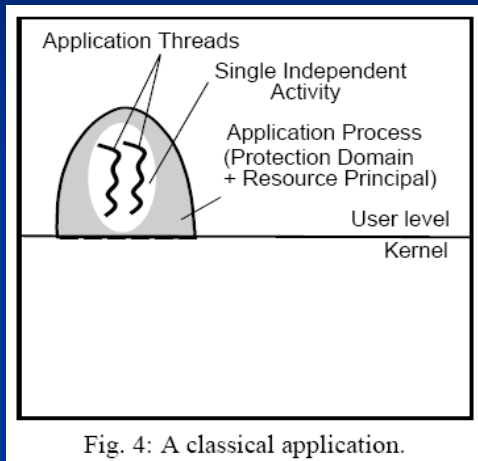 Application Threads
Single Independent
Activity
Application Process
(Protection Domain
+ Resource Principal)
User level
Kernel
Fig. 4: A classical application.